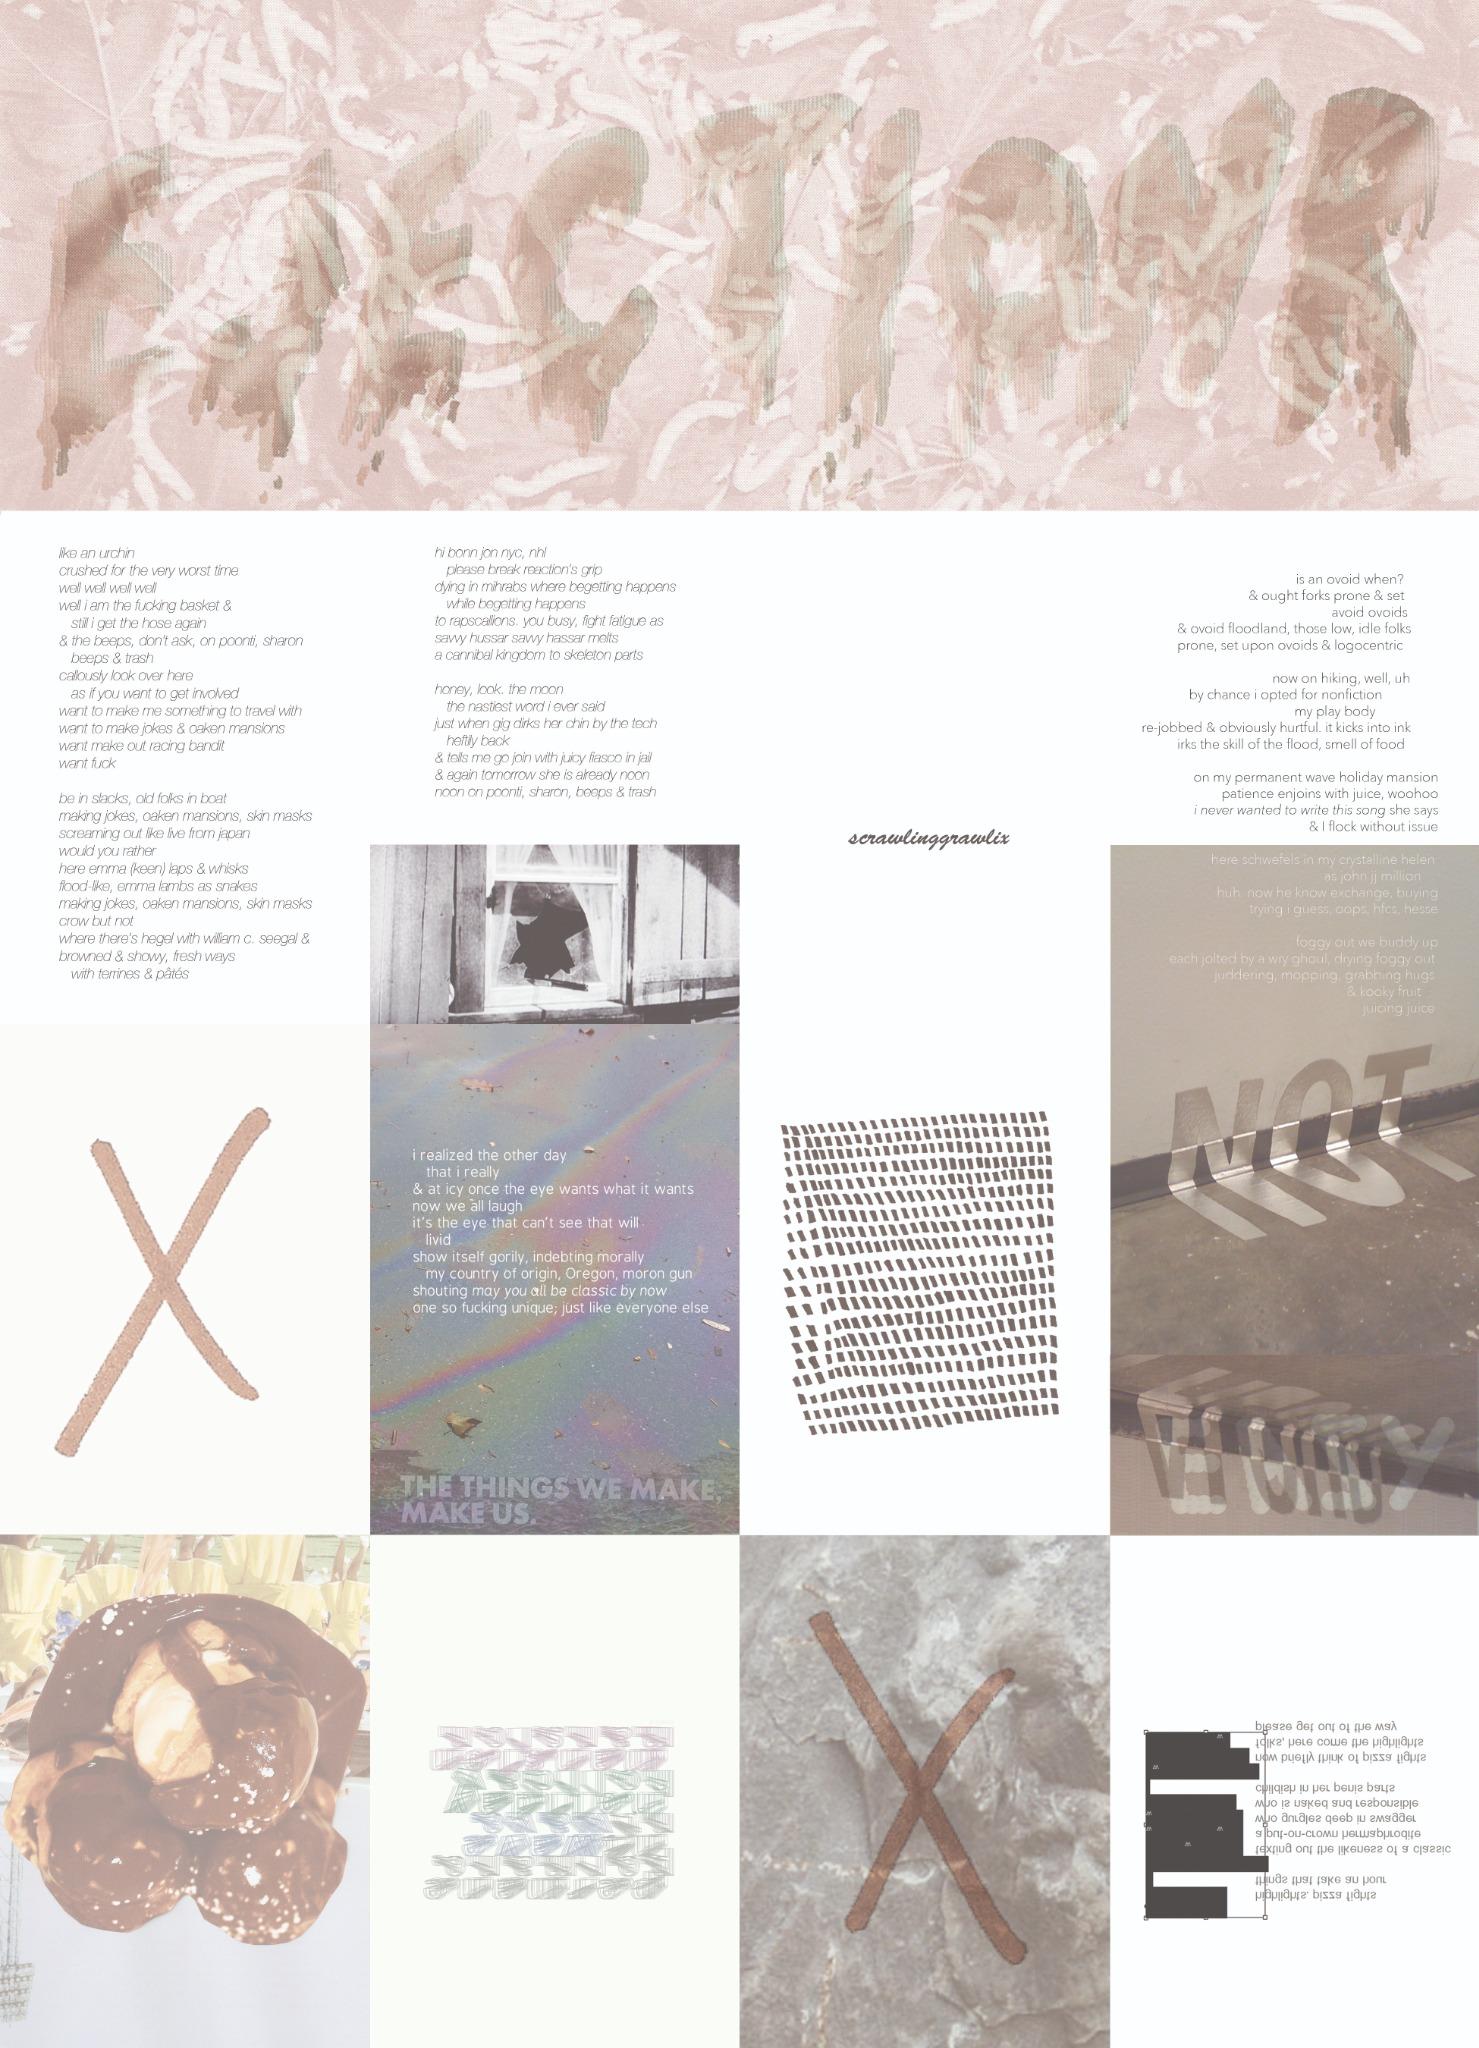 like an urchin
crushed for the very worst time
well well well well
well i am the fucking basket &
still i get the hose again
& the beeps, don't ask, on poonti, sharon
beeps & trash
callously look over here
as if you want to get involved
want to make me something to travel with
want to make jokes & oaken mansions
want make out racing bandit
want fuck
be in slacks, old folks in boat
making jokes, oaken mansions, skin masks
screaming out like live from japan
would you rather
here emma (keen) laps & whisks
flood-like, emma lambs as snakes
making jokes, oaken mansions, skin masks
crow but not
where there's hegel with william c. seegal &
browned & showy, fresh ways
with terrines & pâtés
hi bonn jon nyc, nhl
please break reaction's grip
dying in mihrabs where begetting happens
while begetting happens
to rapscallions. you busy, fight fatigue as
savvy hussar savvy hassar melts
a cannibal kingdom to skeleton parts
honey, look. the moon
the nastiest word i ever said
just when gig dirks her chin by the tech
heftily back
& tells me go join with juicy fiasco in jail
& again tomorrow she is already noon
noon on poonti, sharon, beeps & trash
scrawlinggrawlix
is an ovoid when?
& ought forks prone & set
avoid ovoids
& ovoid floodland, those low, idle folks
prone, set upon ovoids & logocentric
now on hiking, well, uh
by chance i opted for nonfiction
my play body
re-jobbed & obviously hurtful. it kicks into ink
irks the skill of the flood, smell of food
on my permanent wave holiday mansion
patience enjoins with juice, woohoo
i never wanted to write this song she says
& I flock without issue
here schwefels in my crystalline helen
as john jj million
huh. now he know exchange, buying
trying i guess, oops, hfcs, hesse
foggy out we buddy up
each jolted by a wry ghoul, drying foggy out
juddering, mopping, grabbing hugs
& kooky fruit
juicing juice
i realized the other day
that i really
& at icy once the eye wants what it wants
now we all laugh
it's the eye that can't see that will
livid
show itself gorily, indebting morally
my country of origin, Oregon, moron gun
shouting may you all be classic by now
one so fucking unique; just like everyone else
THE THINGS WE MAKE,
MAKE US.
NOT
X
X
highlights, pizza fights
things that take an hour
texting out the likeness of a classic
a put-on-crown hermaphrodite
who gurgles deep in swagger
who is naked and responsible
childish in her penis parts
now briefly think of pizza fights
folks, here come the highlights
please get out of the way